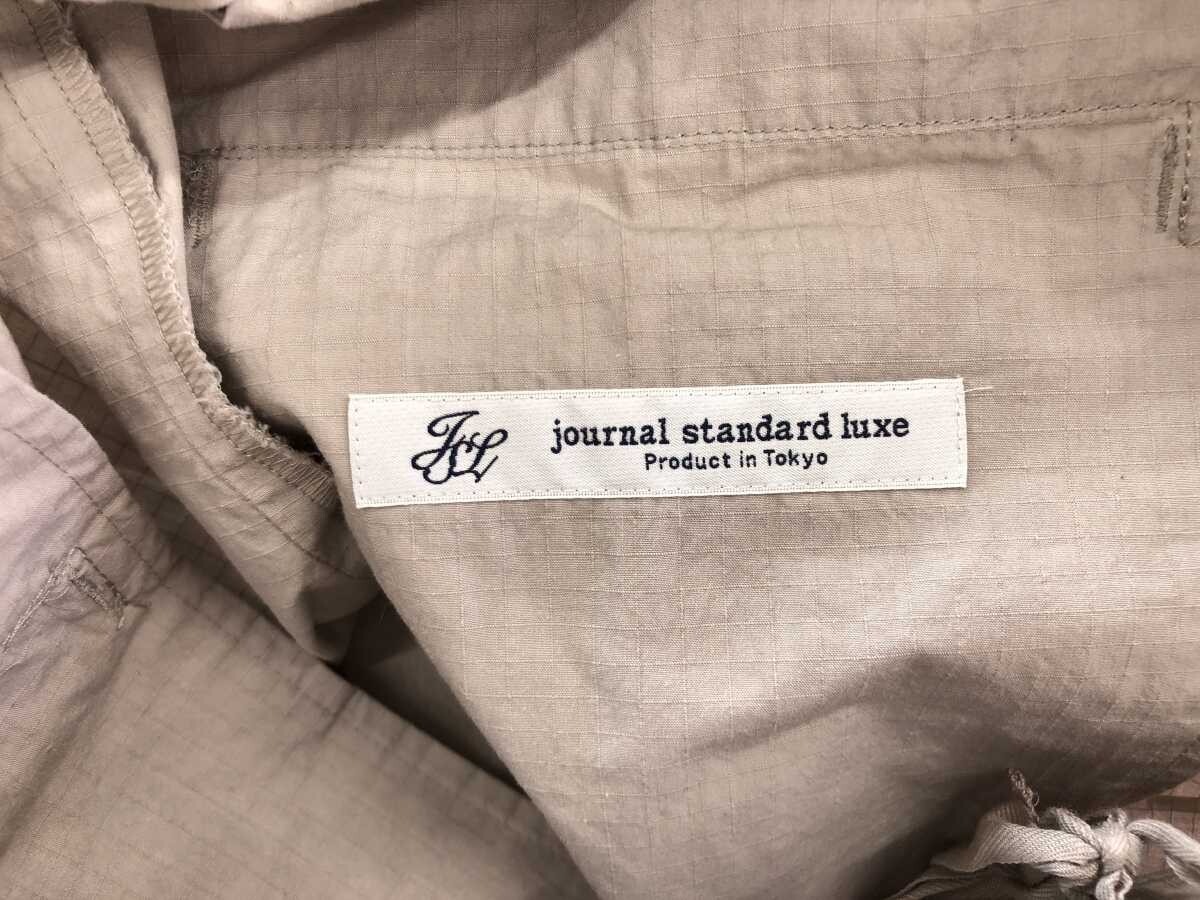 JSL
journal standard luxe
Product in Tokyo